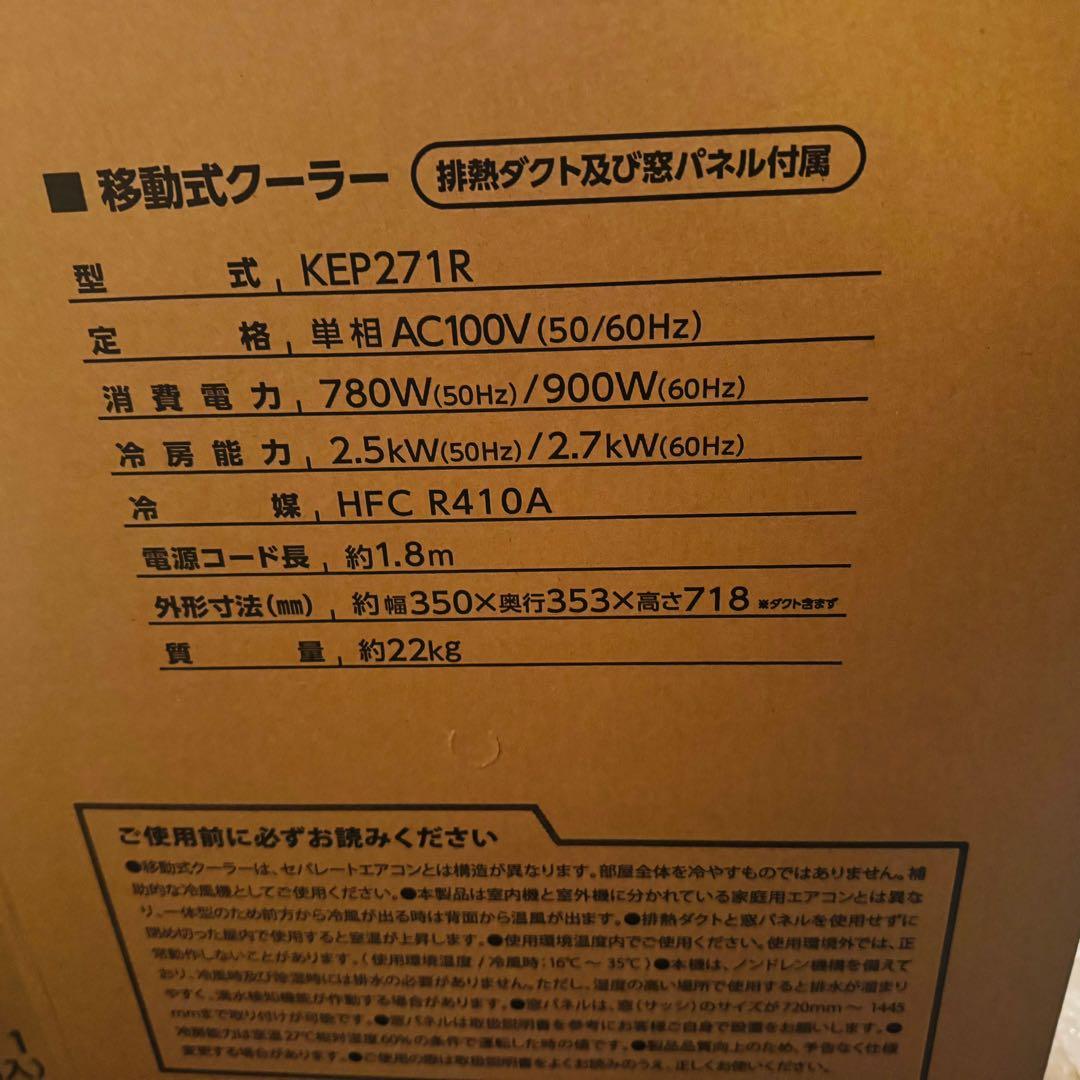 ■移動式クーラー 排熱ダクト及び窓パネル付属
型式 KEP271R
定格 単相AC100V(50/60Hz)
消費電力 780W(50Hz)/900W(60Hz)
冷房能力 2.5kW(50Hz)/2.7kW(60Hz)
冷媒 HFC R410A
電源コード長 約1.8m
外形寸法(mm) 約幅350×奥行353×高さ718 ※ダクト含まず
質量 約22kg
ご使用前に必ずお読みください
●移動式クーラーは、セパレートエアコンとは構造が異なります。部屋全体を冷やすものではありません。補
助的な冷風機としてご使用ください。●本製品は室内機と室外機に分かれている家庭用エアコンとは異な
り、一体型のため前方から冷風が出る時は背面から温風が出ます。●排熱ダクトと窓パネルを使用せずに
閉め切った屋内で使用すると室温が上昇します。●使用環境温度内でご使用ください。使用環境外では、正
常動作しないことがあります。(使用環境温度/冷風時:16℃～35℃)●本機は、ノンドレン機構を備えて
おり、冷風時及び除湿時には排水の必要がありません。ただし、湿度の高い場所で使用すると排水が溜まり
やすく、満水検知機能が作動する場合があります。●窓パネルは、窓(サッシ)のサイズが720mm～1445
mmまで取り付けが可能です。●窓パネルは取扱説明書を参考にお客様ご自身で設置をお願いします。●
冷房能力は室温27℃相対湿度60%の条件で運転した時の値です。●製品品質向上のため、予告なく仕様
変更する場合があります。●ご使用の際は取扱説明書をよくお読みのうえ、正しくお使いください。
1
入)